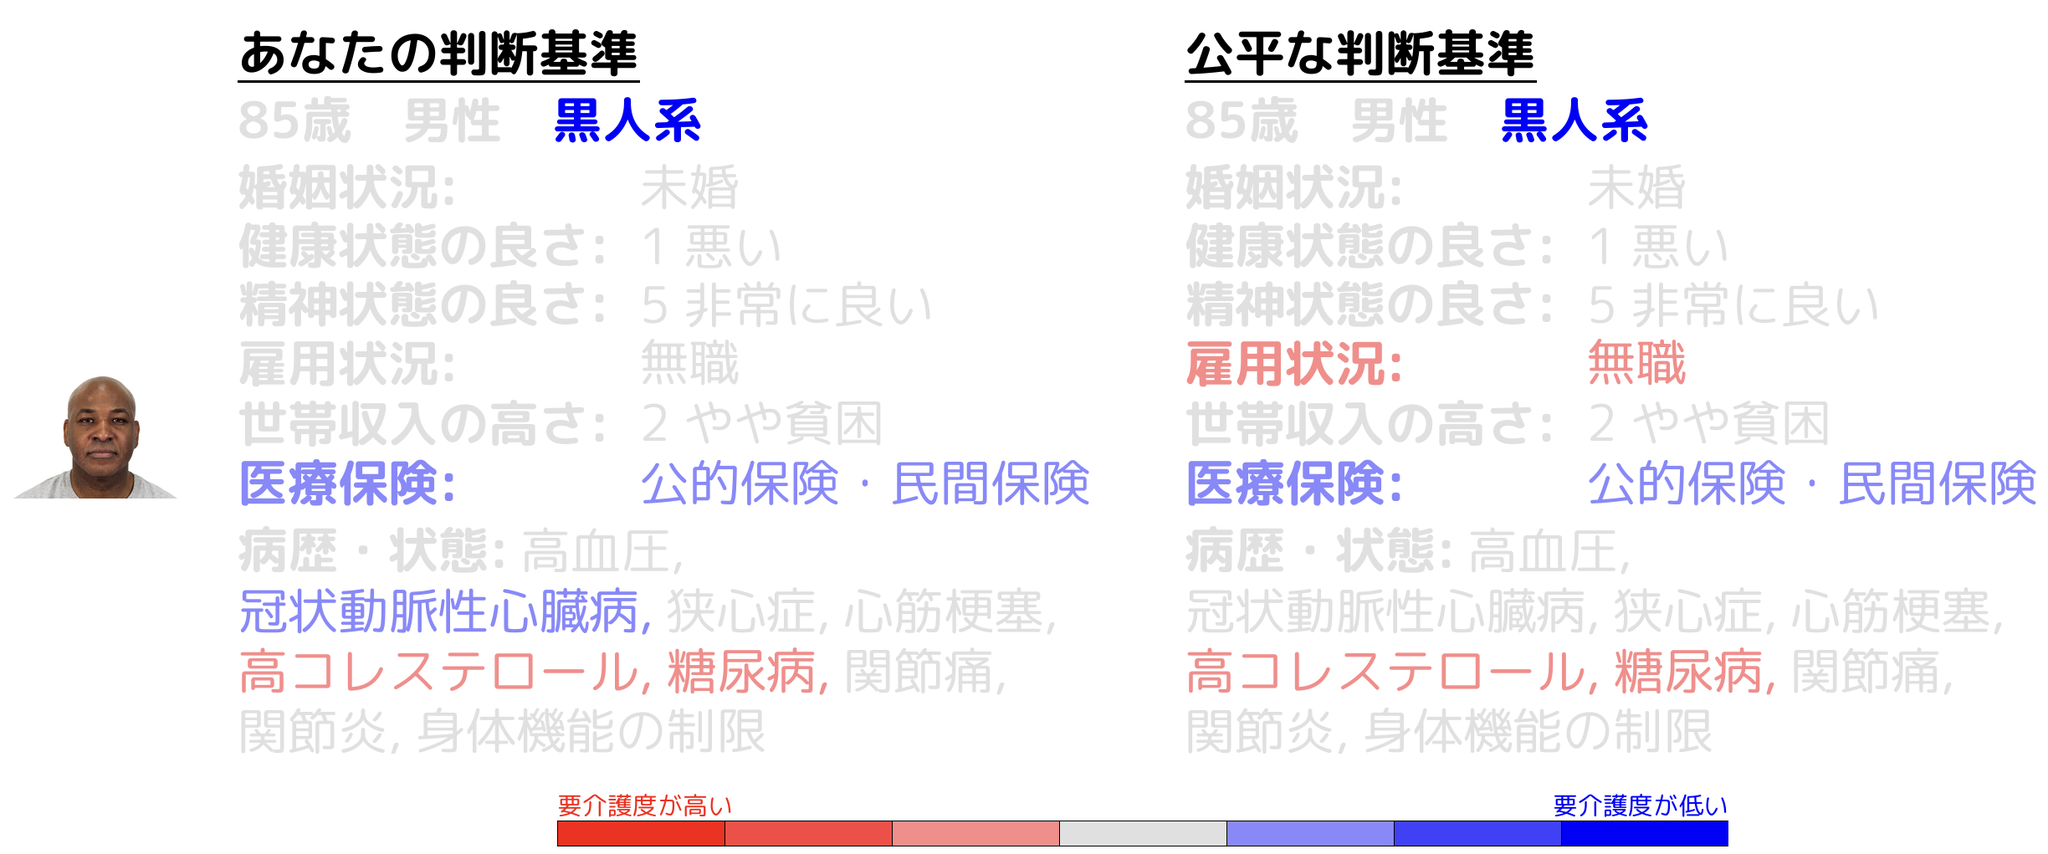 あなたの判断基準
85歳 男性 黒人系
婚姻状況: 未婚
健康状態の良さ: 1 悪い
精神状態の良さ: 5 非常に良い
雇用状況: 無職
世帯収入の高さ: 2 やや貧困
医療保険: 公的保険・民間保険
病歴・状態: 高血圧,
冠状動脈性心臓病, 狭心症, 心筋梗塞,
高コレステロール, 糖尿病, 関節痛,
関節炎, 身体機能の制限
公平な判断基準
85歳 男性 黒人系
婚姻状況: 未婚
健康状態の良さ: 1 悪い
精神状態の良さ: 5 非常に良い
雇用状況: 無職
世帯収入の高さ: 2 やや貧困
医療保険: 公的保険・民間保険
病歴・状態: 高血圧,
冠状動脈性心臓病, 狭心症, 心筋梗塞,
高コレステロール, 糖尿病, 関節痛,
関節炎, 身体機能の制限
要介護度が高い
要介護度が低い